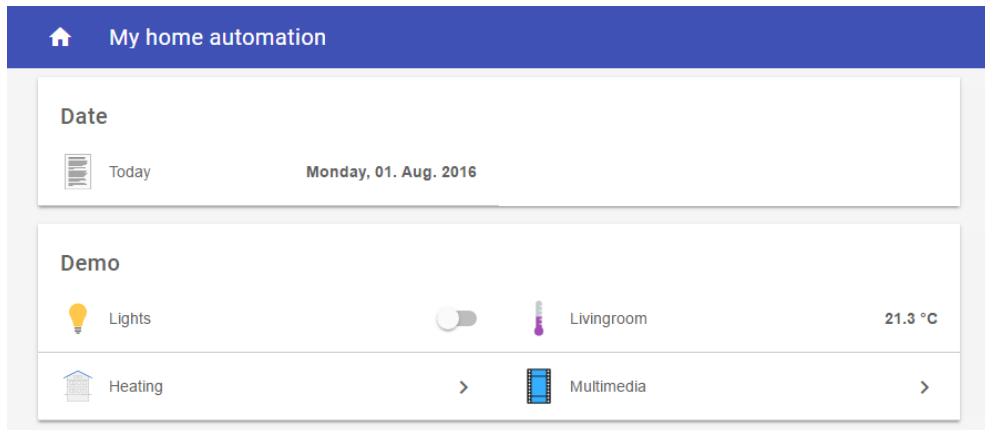 My home automation
Date
Today Monday, 01. Aug. 2016
Demo
Lights Livingroom 21.3 °C
Heating Multimedia